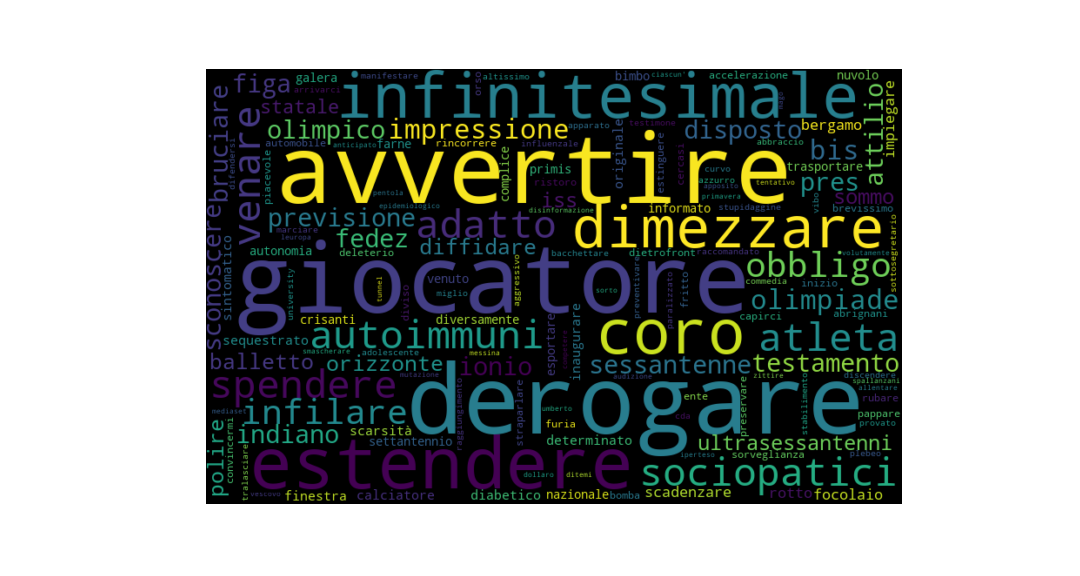 figa galera manifestare orso altissimo bimbo ciascun' accelerazione nuvolo
arrivarci infinitesimale
statale attilio impiegare
olimpico impressione apparato testimone disposto bergamo
bruciare venare automobile anticipato farne rincorrere influenzale originale estinguere abbraccio bis
difendersi piacevole avvertire complice primis cercasi curvo trasportare
pentola ristoro azzurro apposito tentativo pres
epidemiologico iss primavera vibo sommo
previsione adatto disinformazione informato stupidaggine brevissimo
sconoscere marciare dimezzare
leuropa fedez diffidare
autonomia deleterio bacchettare dietrofront raccomandato volutamente sottosegretario
sintomatico giocatore obbligo
university tunnel venuto aggressivo preventivare fritto commedia
diviso miglio sorto paralizzato inizio
olimpiade
crisanti diversamente esportare inaugurare capirci abrignani
sequestrato autoimmuni coro atleta
smascherare adolescente messina
balletto orizzonte ionio sessantenne testamento
mutazione audizione zittire discendere
spendere derogare spallanzani
allentare
ente rubare
mediaset infilare raggiungimento straparlare umberto preservare cda stabilimento pappare
furia provato
polire convincermi indiano scarsità settantennio determinato ultrasessantenni
tralasciare estendere iperteso sorveglianza plebeo
dollaro ditemi sociopatici
vescovo finestra calciatore diabetico nazionale bomba scadenzare rotto focolaio